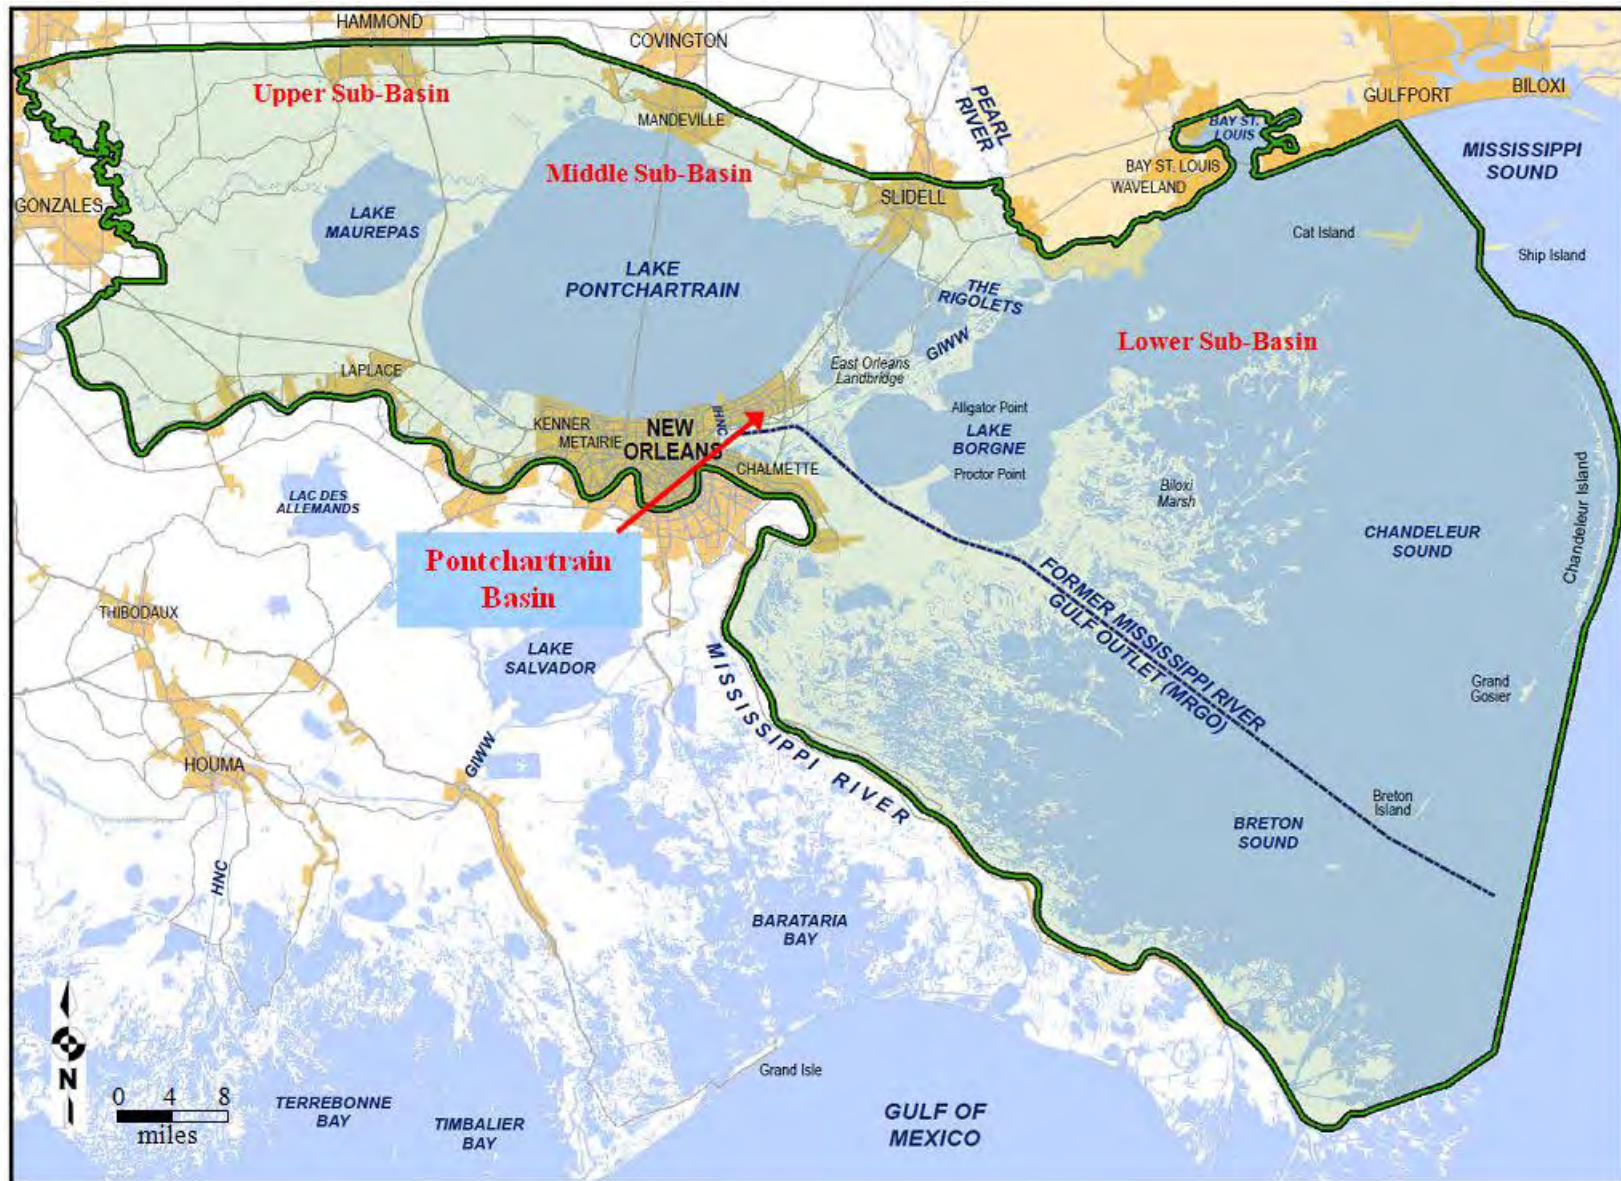 HAMMOND
COVINGTON
Upper Sub-Basin
MANDEVILLE
PEARL
RIVER
GULFPORT
BILOXI
BAY ST.
LOUIS
MISSISSIPPI
SOUND
Middle Sub-Basin
BAY ST. LOUIS
WAVELAND
GONZALES
SLIDELL
LAKE
MAUREPAS
Cat Island
Ship Island
LAKE
PONTCHARTRAIN
THE
RIGOLETS
GIWW
Lower Sub-Basin
LAPLACE
East Orleans
Landbridge
IHNC
Alligator Point
KENNER
METAIRIE
NEW
ORLEANS
LAKE
BORGNE
CHALMETTE
Proctor Point
Biloxi
Marsh
LAC DES
ALLEMANDS
CHANDELEUR
SOUND
Chandeleur Island
Pontchartrain
Basin
THIBODAUX
FORMER MISSISSIPPI RIVER
GULF OUTLET (MRGO)
LAKE
SALVADOR
MISSISSIPPI RIVER
Grand
Gosier
HOUMA
GIWW
Breton
Island
BRETON
SOUND
HNC
BARATARIA
BAY
N
0 4 8
miles
Grand Isle
TERREBONNE
BAY
TIMBALIER
BAY
GULF OF
MEXICO